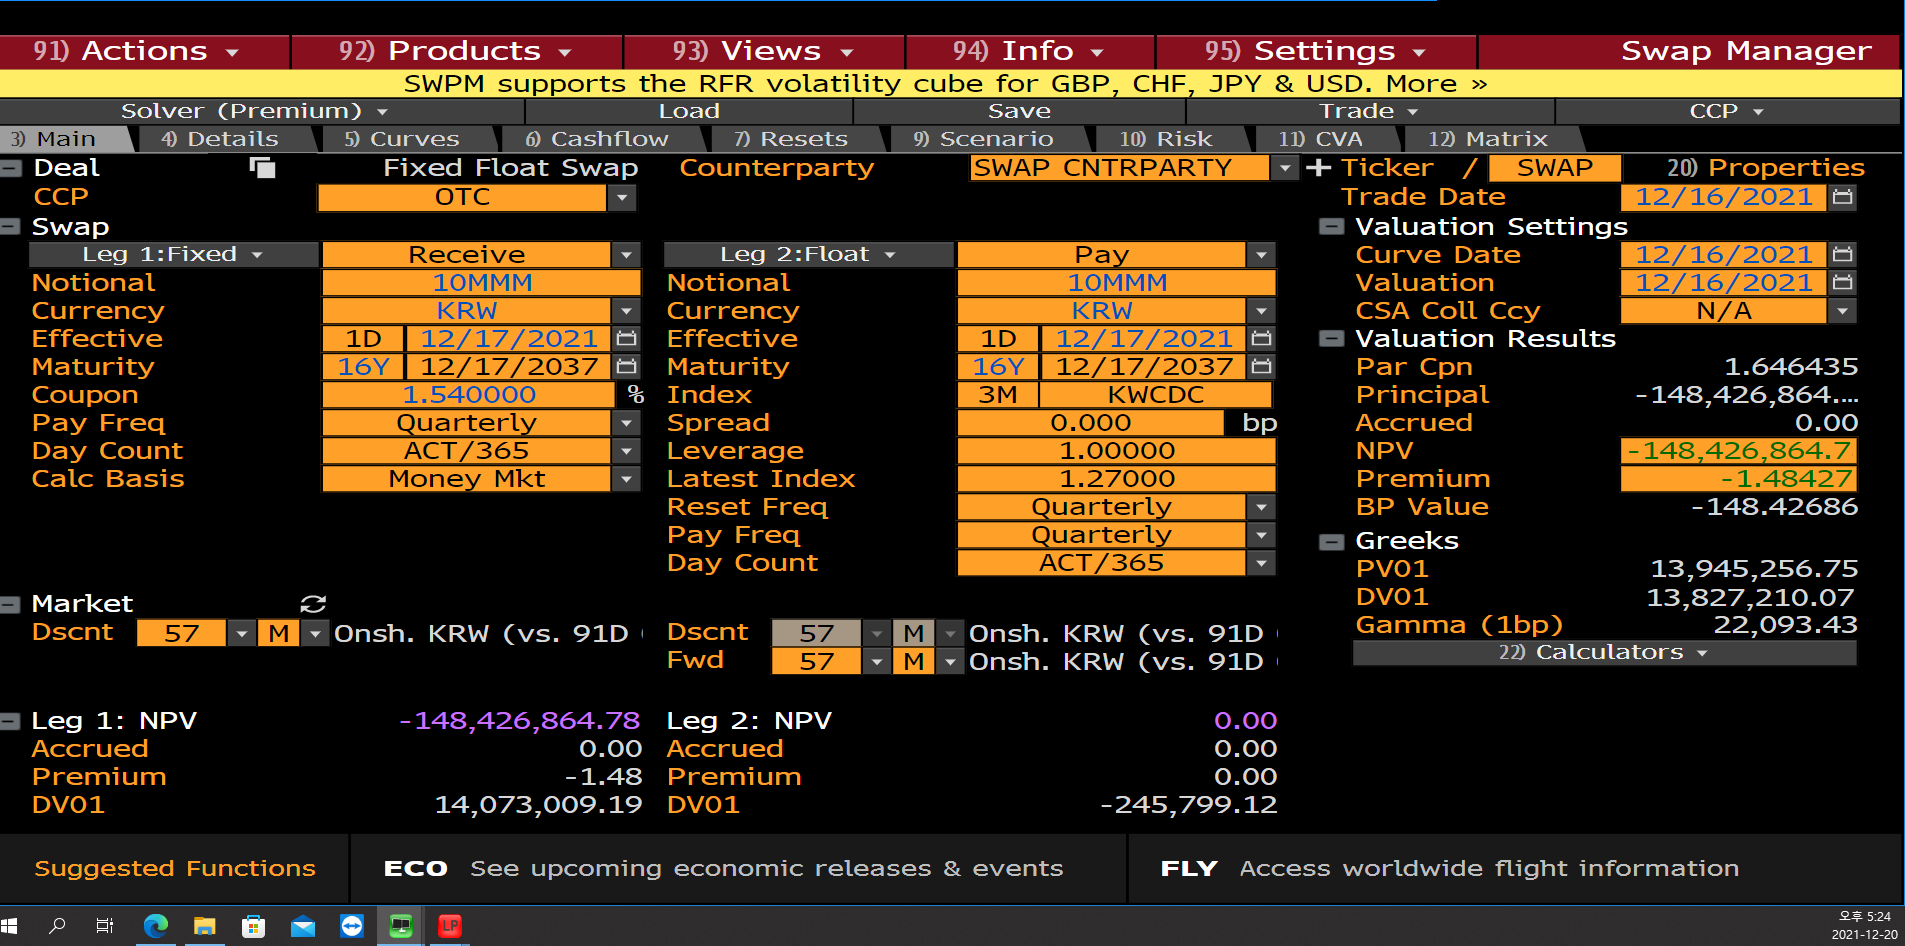 91) Actions 92) Products 93) Views 94) Info 95) Settings Swap Manager
SWPM supports the RFR volatility cube for GBP, CHF, JPY & USD. More »
Solver (Premium) Load Save Trade CCP
3) Main 4) Details 5) Curves 6) Cashflow 7) Resets 9) Scenario 10) Risk 11) CVA 12) Matrix
Deal Fixed Float Swap Counterparty SWAP CNTRPARTY Ticker / SWAP 20) Properties
CCP OTC Trade Date 12/16/2021
Swap Valuation Settings
Leg 1:Fixed Receive Leg 2:Float Pay Curve Date 12/16/2021
Notional 10MMM Notional 10MMM Valuation 12/16/2021
Currency KRW Currency KRW CSA Coll Ccy N/A
Effective 1D 12/17/2021 Effective 1D 12/17/2021 Valuation Results
Maturity 16Y 12/17/2037 Maturity 16Y 12/17/2037 Par Cpn 1.646435
Coupon 1.540000 % Index 3M KWCDC Principal -148,426,864....
Pay Freq Quarterly Spread 0.000 bp Accrued 0.00
Day Count ACT/365 Leverage 1.00000 NPV -148,426,864.7
Calc Basis Money Mkt Latest Index 1.27000 Premium -1.48427
Reset Freq Quarterly BP Value -148.42686
Pay Freq Quarterly Greeks
Day Count ACT/365 PV01 13,945,256.75
Market DV01 13,827,210.07
Dscnt 57 M Onsh. KRW (vs. 91D Dscnt 57 M Onsh. KRW (vs. 91D Gamma (1bp) 22,093.43
Fwd 57 M Onsh. KRW (vs. 91D 22) Calculators
Leg 1: NPV -148,426,864.78 Leg 2: NPV 0.00
Accrued 0.00 Accrued 0.00
Premium -1.48 Premium 0.00
DV01 14,073,009.19 DV01 -245,799.12
Suggested Functions ECO See upcoming economic releases & events FLY Access worldwide flight information
LP
오후 5:24
2021-12-20